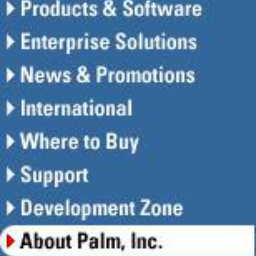 Products & Software
Enterprise Solutions
News & Promotions
International
Where to Buy
Support
Development Zone
About Palm, Inc.